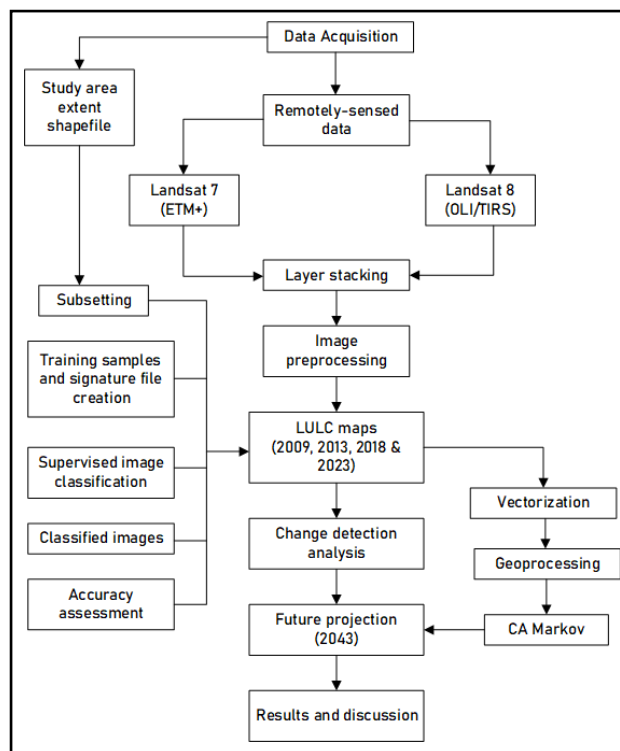 Data Acquisition
Study area
extent
shapefile
Remotely-sensed
data
Landsat 7
(ETM+)
Landsat 8
(OLI/TIRS)
Layer stacking
Subsetting
Image
preprocessing
Training samples
and signature file
creation
LULC maps
(2009, 2013, 2018 &
2023)
Supervised image
classification
Vectorization
Classified images
Change detection
analysis
Geoprocessing
Accuracy
assessment
Future projection
(2043)
CA Markov
Results and discussion